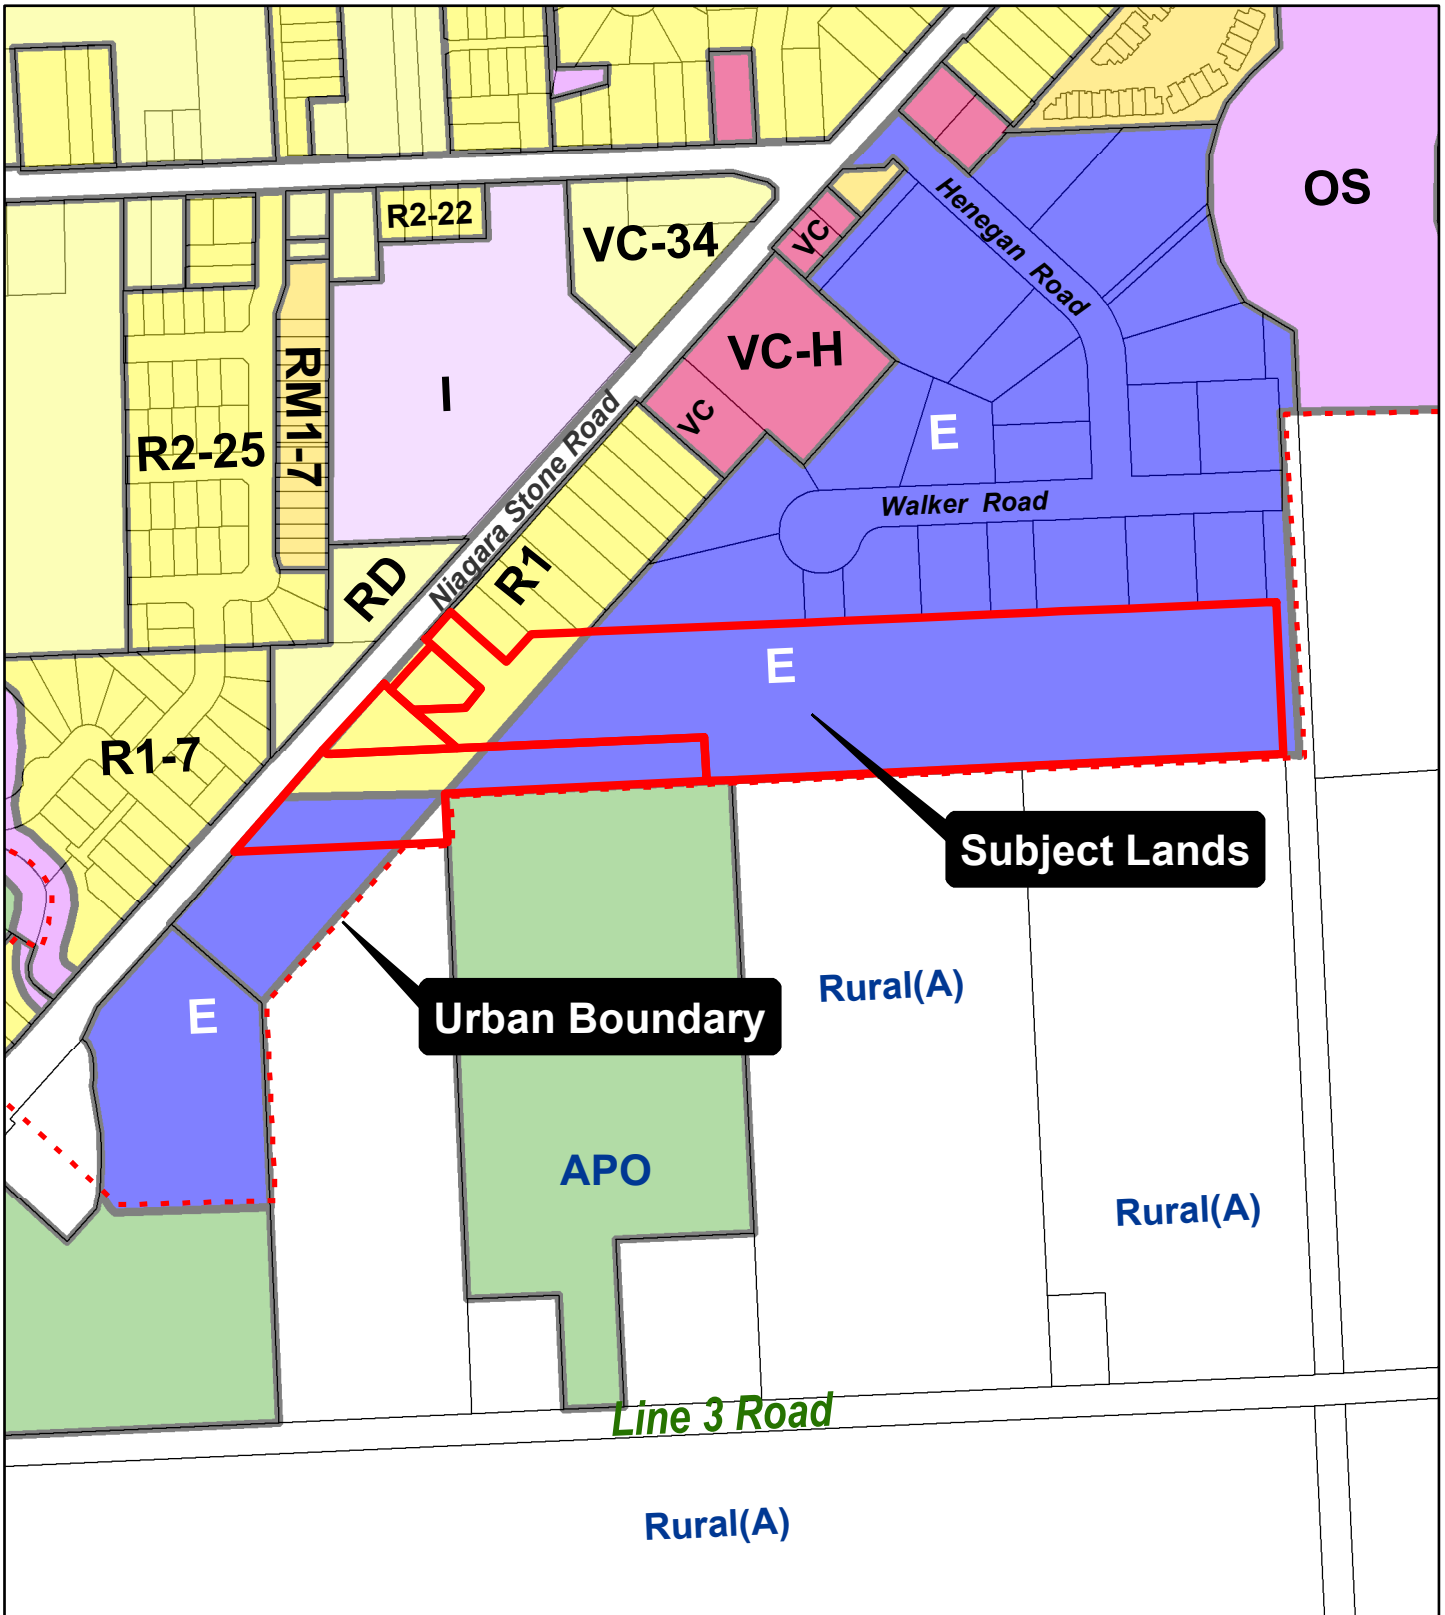 OS
R2-22
VC-34
VC
Henegan Road
VC-H
I
RM1-7
VC
E
R2-25
Niagara Stone Road
Walker Road
R1
RD
E
R1-7
Subject Lands
Rural(A)
E
Urban Boundary
APO
Rural(A)
Line 3 Road
Rural(A)